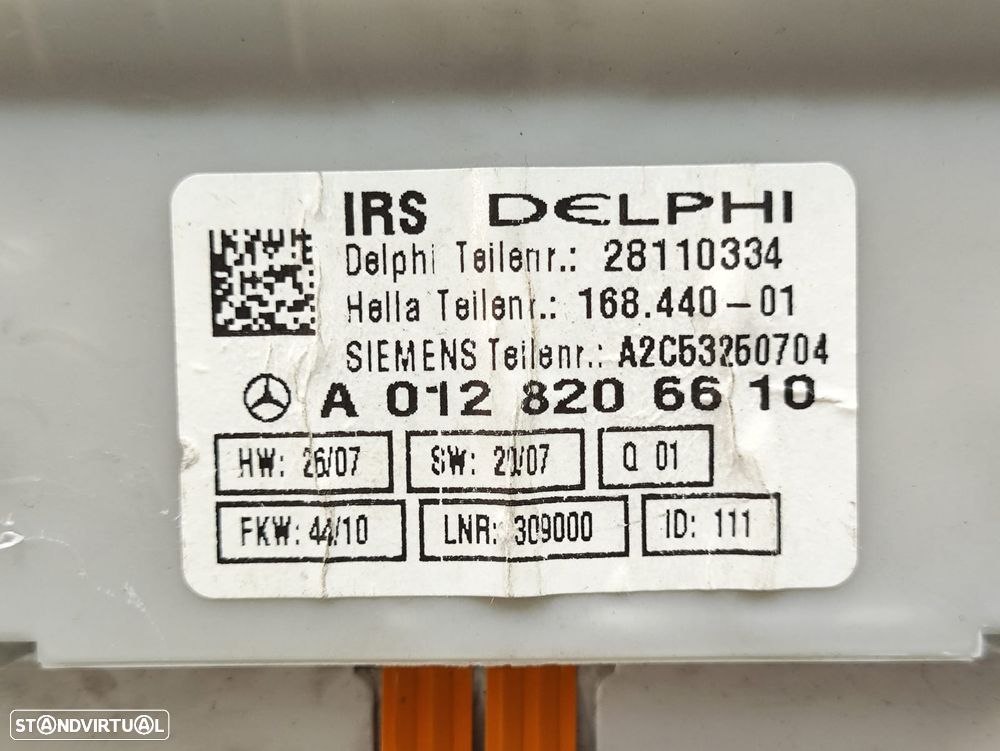 IRS DELPHI
Delphi Teilenr.: 28110334
Hella Teilenr.: 168.440-01
SIEMENS Teilenr.: A2C53250704
A 012 820 66 10
HW: 26/07 SW: 20/07 Q 01
FKW: 44/10 LNR: 309000 ID: 111
STANDVIRTUAL